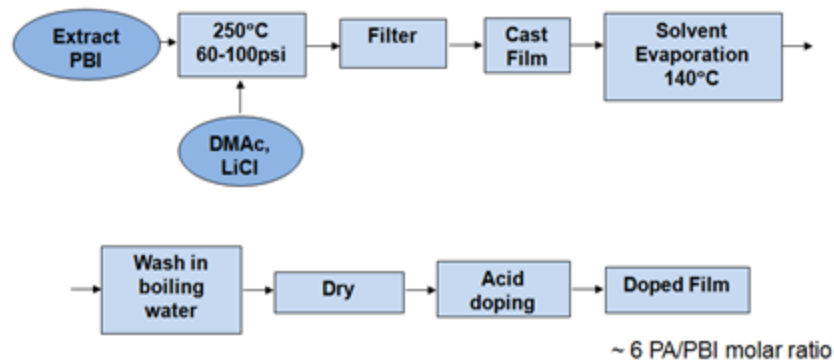 Extract
PBI
250°C
60-100psi
Filter
Cast
Film
Solvent
Evaporation
140°C
DMAc,
LiCl
Wash in
boiling
water
Dry
Acid
doping
Doped Film
~ 6 PA/PBI molar ratio